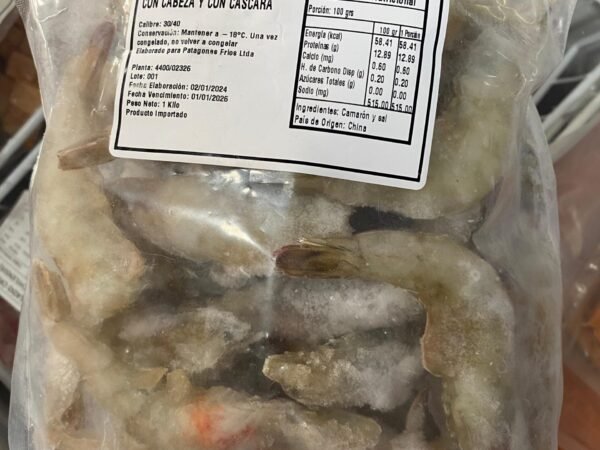 CON CABEZA Y CON CASCARA
Calibre: 30/40
Conservación: Mantener a – 18°C. Una vez
congelado, no volver a congelar
Elaborado para Patagones Fríos Ltda
Planta: 4400/02326
Lote: 001
Fecha Elaboración: 02/01/2024
Fecha Vencimiento: 01/01/2026
Peso Neto: 1 Kilo
Producto Importado
Porción: 100 grs
100 gr 1 Porción
Energía (kcal) 58.41 58.41
Proteínas (g) 12.89 12.89
Calcio (mg) 0.60 0.60
H. de Carbono Disp (g) 0.20 0.20
Azúcares Totales (g) 0.00 0.00
Sodio (mg) 515.00 515.00
Ingredientes: Camarón y sal
País de Origen: China